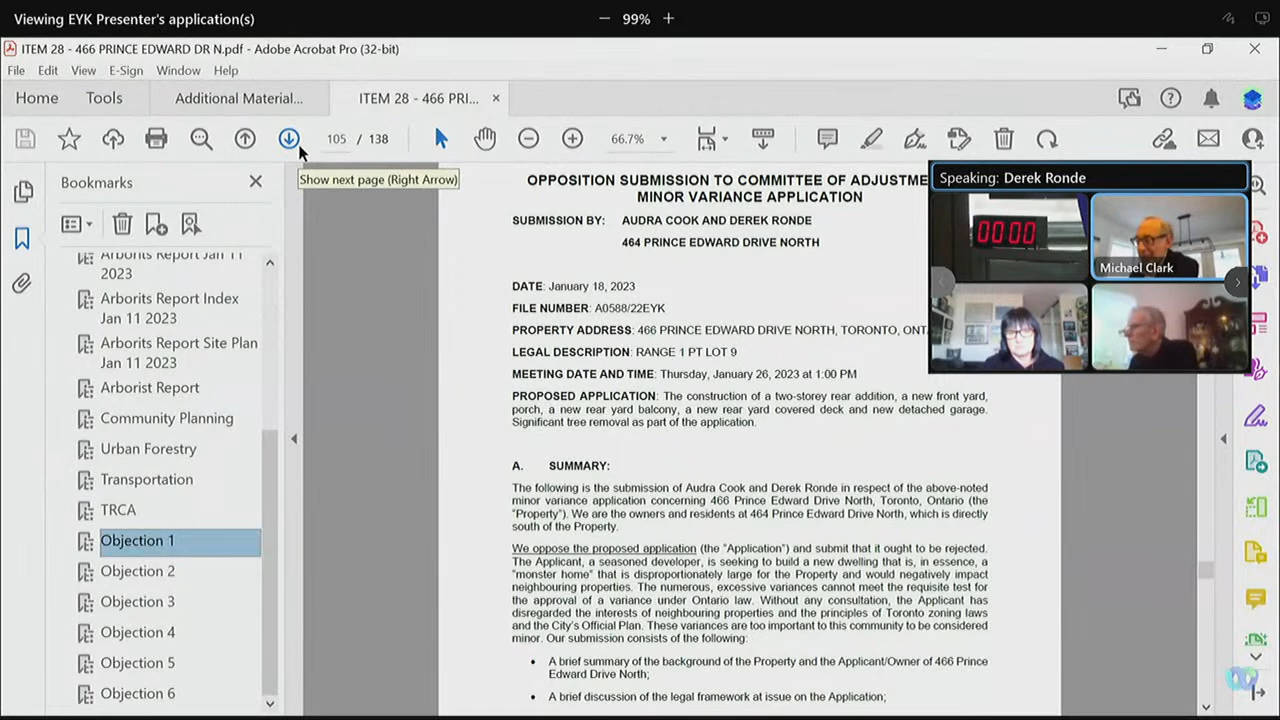 Viewing EYK Presenter's application(s)
99%
ITEM 28 - 466 PRINCE EDWARD DR N.pdf - Adobe Acrobat Pro (32-bit)
File Edit View E-Sign Window Help
Home Tools Additional Material... ITEM 28 - 466 PRI...
105 / 138 66.7%
Show next page (Right Arrow)
Bookmarks
Arborits Report Jan 11
2023
Arborits Report Index
Jan 11 2023
Arborits Report Site Plan
Jan 11 2023
Arborist Report
Community Planning
Urban Forestry
Transportation
TRCA
Objection 1
Objection 2
Objection 3
Objection 4
Objection 5
Objection 6
OPPOSITION SUBMISSION TO COMMITTEE OF ADJUSTME
MINOR VARIANCE APPLICATION
SUBMISSION BY: AUDRA COOK AND DEREK RONDE
464 PRINCE EDWARD DRIVE NORTH
DATE: January 18, 2023
FILE NUMBER: A0588/22EYK
PROPERTY ADDRESS: 466 PRINCE EDWARD DRIVE NORTH, TORONTO, ONT
LEGAL DESCRIPTION: RANGE 1 PT LOT 9
MEETING DATE AND TIME: Thursday, January 26, 2023 at 1:00 PM
PROPOSED APPLICATION: The construction of a two-storey rear addition, a new front yard,
porch, a new rear yard balcony, a new rear yard covered deck and new detached garage.
Significant tree removal as part of the application.
A. SUMMARY:
The following is the submission of Audra Cook and Derek Ronde in respect of the above-noted
minor variance application concerning 466 Prince Edward Drive North, Toronto, Ontario (the
"Property"). We are the owners and residents at 464 Prince Edward Drive North, which is directly
south of the Property.
We oppose the proposed application (the "Application") and submit that it ought to be rejected.
The Applicant, a seasoned developer, is seeking to build a new dwelling that is, in essence, a
"monster home" that is disproportionately large for the Property and would negatively impact
neighbouring properties. The numerous, excessive variances cannot meet the requisite test for
the approval of a variance under Ontario law. Without any consultation, the Applicant has
disregarded the interests of neighbouring properties and the principles of Toronto zoning laws
and the City's Official Plan. These variances are too important to this community to be considered
minor. Our submission consists of the following:
• A brief summary of the background of the Property and the Applicant/Owner of 466 Prince
Edward Drive North;
• A brief discussion of the legal framework at issue on the Application;
Speaking: Derek Ronde
00:00
Michael Clark